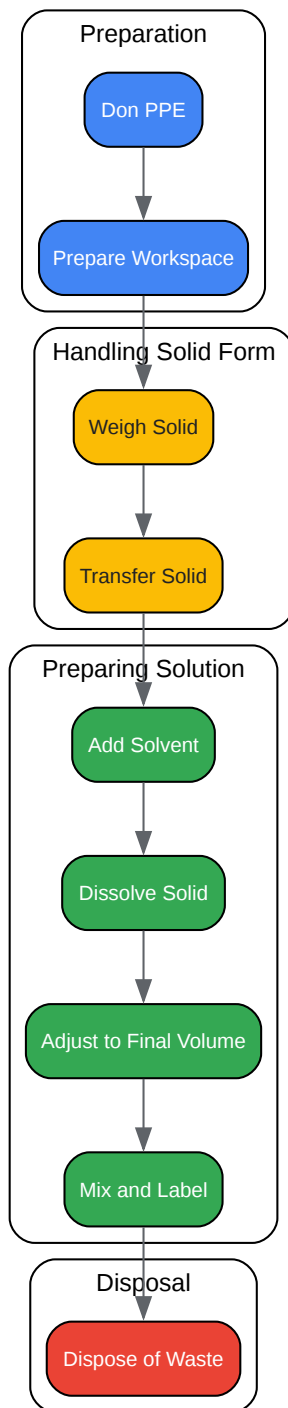 Preparation
Don PPE
Prepare Workspace
Handling Solid Form
Weigh Solid
Transfer Solid
Preparing Solution
Add Solvent
Dissolve Solid
Adjust to Final Volume
Mix and Label
Disposal
Dispose of Waste